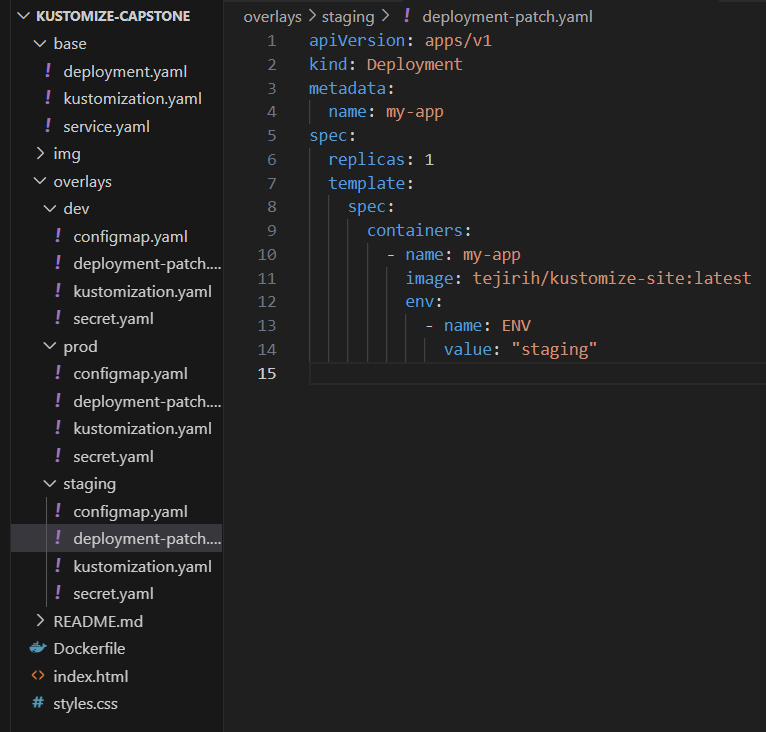 KUSTOMIZE-CAPSTONE
base
! deployment.yaml
! kustomization.yaml
! service.yaml
img
overlays
dev
! configmap.yaml
! deployment-patch....
! kustomization.yaml
! secret.yaml
prod
! configmap.yaml
! deployment-patch....
! kustomization.yaml
! secret.yaml
staging
! configmap.yaml
! deployment-patch....
! kustomization.yaml
! secret.yaml
README.md
Dockerfile
<> index.html
# styles.css
overlays > staging > ! deployment-patch.yaml
1 apiVersion: apps/v1
2 kind: Deployment
3 metadata:
4   name: my-app
5 spec:
6   replicas: 1
7   template:
8     spec:
9       containers:
10         - name: my-app
11           image: tejirih/kustomize-site:latest
12           env:
13             - name: ENV
14               value: "staging"
15